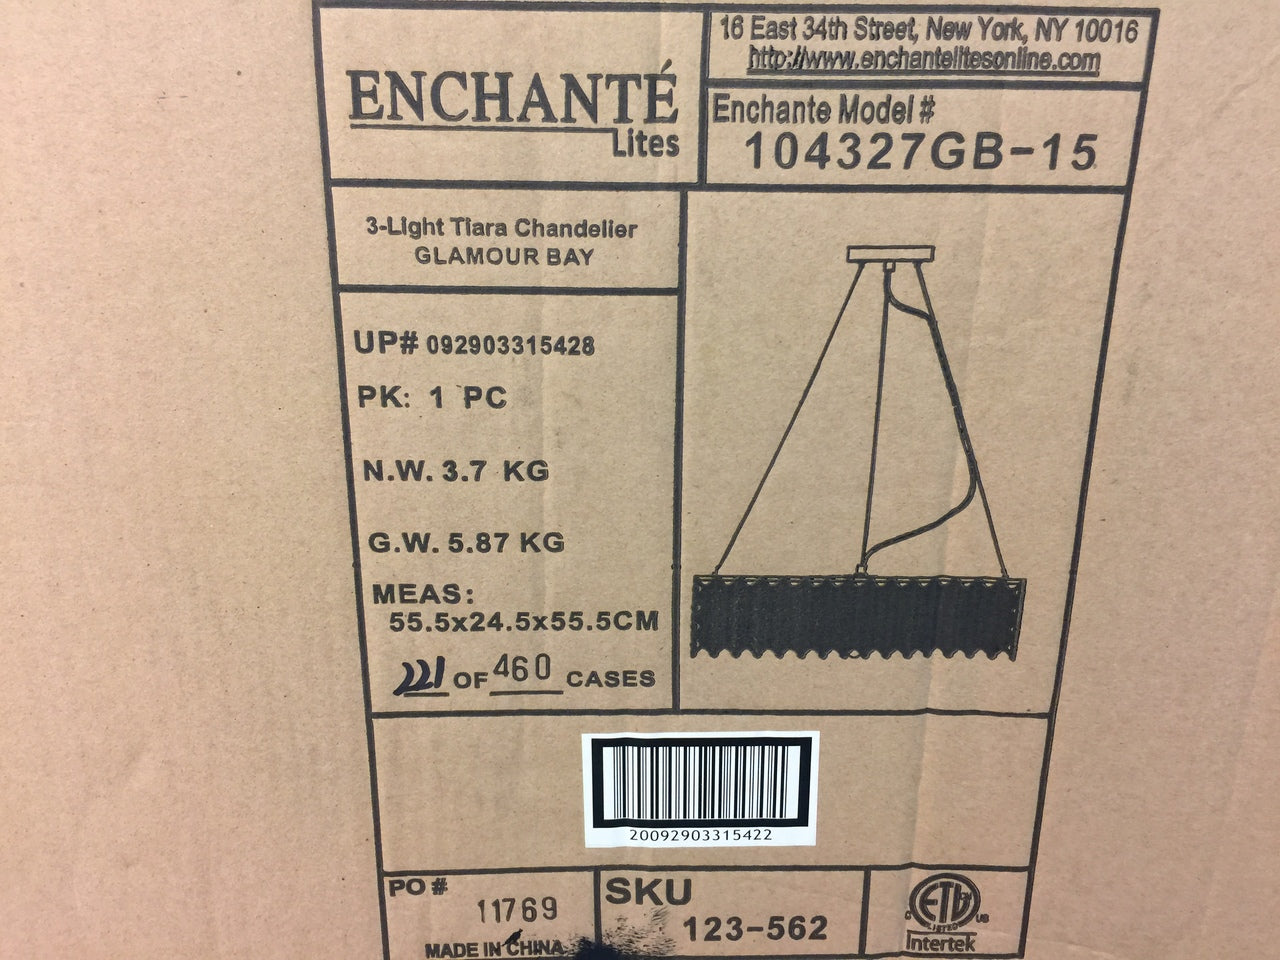 ENCHANTÉ
Lites
16 East 34th Street, New York, NY 10016
http://www.enchantelitesonline.com
Enchante Model #
104327GB-15
3-Light Tiara Chandelier
GLAMOUR BAY
UP# 092903315428
PK: 1 PC
N.W. 3.7 KG
G.W. 5.87 KG
MEAS:
55.5x24.5x55.5CM
221 OF 460 CASES
20092903315422
PO #
11769
MADE IN CHINA
SKU
123-562
ETL
C US
LISTED
Intertek